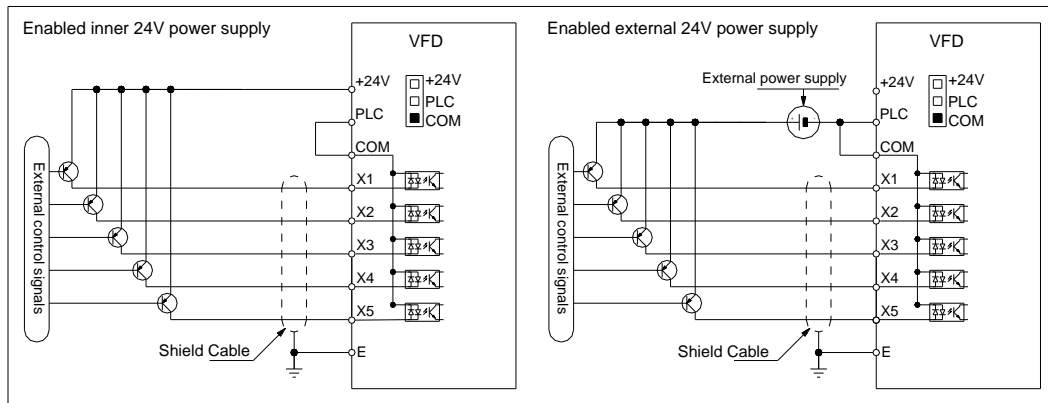 Enabled inner 24V power supply
VFD
+24V
+24V
PLC
COM
PLC
COM
X1
X2
X3
X4
X5
E
External control signals
Shield Cable
Enabled external 24V power supply
VFD
External power supply
+24V
+24V
PLC
COM
PLC
COM
X1
X2
X3
X4
X5
E
External control signals
Shield Cable